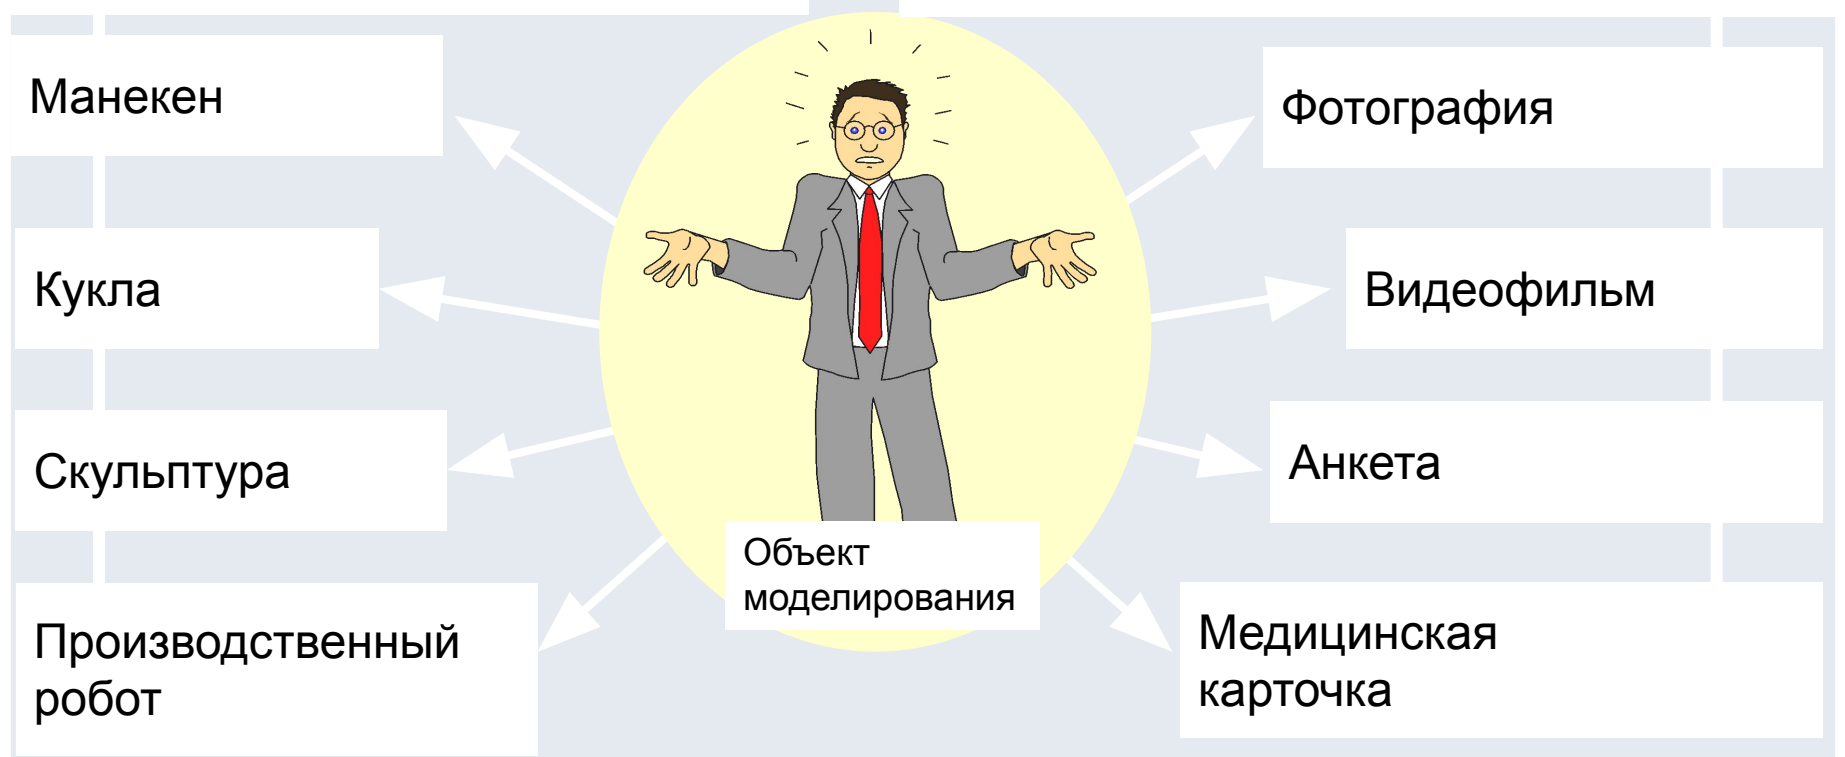 Манекен
Фотография
Кукла
Видеофильм
Скульптура
Анкета
Объект
моделирования
Производственный
робот
Медицинская
карточка